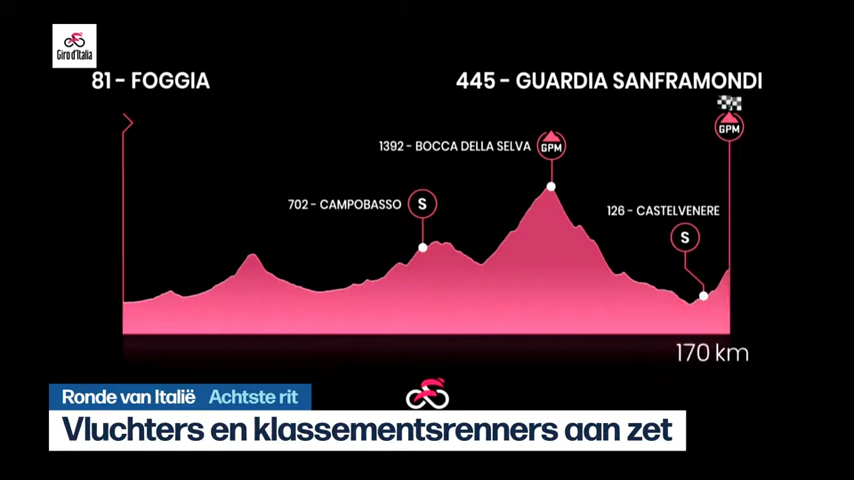 Giro d'Italia
81 - FOGGIA
445 - GUARDIA SANFRAMONDI
GPM
1392 - BOCCA DELLA SELVA
GPM
702 - CAMPOBASSO
S
126 - CASTELVENERE
S
170 km
Ronde van Italië Achtste rit
Vluchters en klassementsrenners aan zet